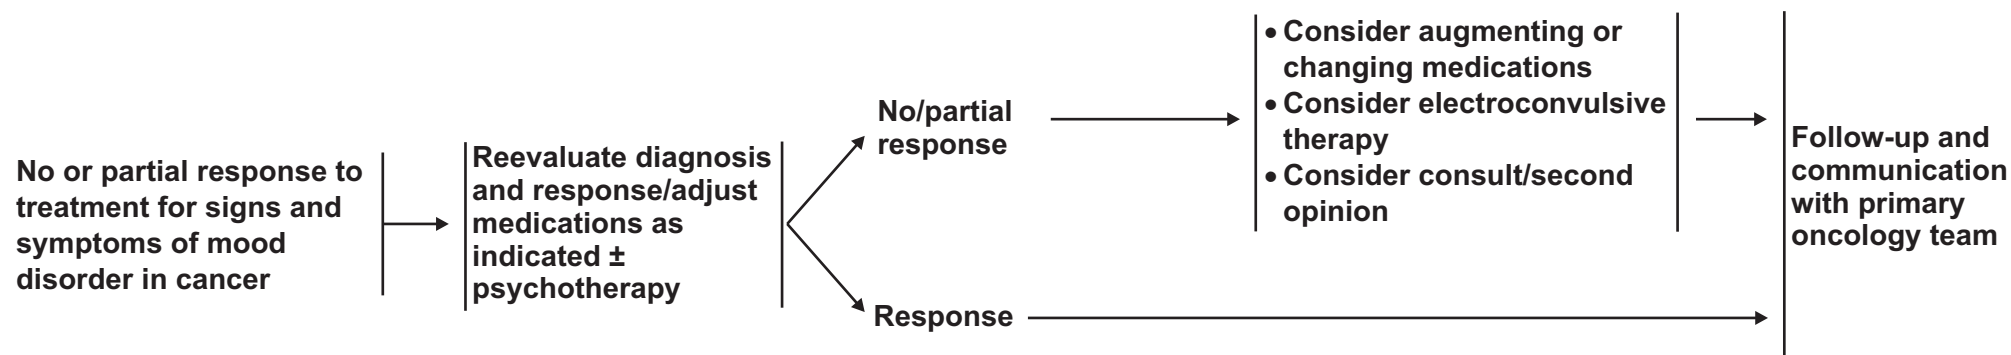 No or partial response to
treatment for signs and
symptoms of mood
disorder in cancer
Reevaluate diagnosis
and response/adjust
medications as
indicated ±
psychotherapy
No/partial
response
• Consider augmenting or
changing medications
• Consider electroconvulsive
therapy
• Consider consult/second
opinion
Response
Follow-up and
communication
with primary
oncology team